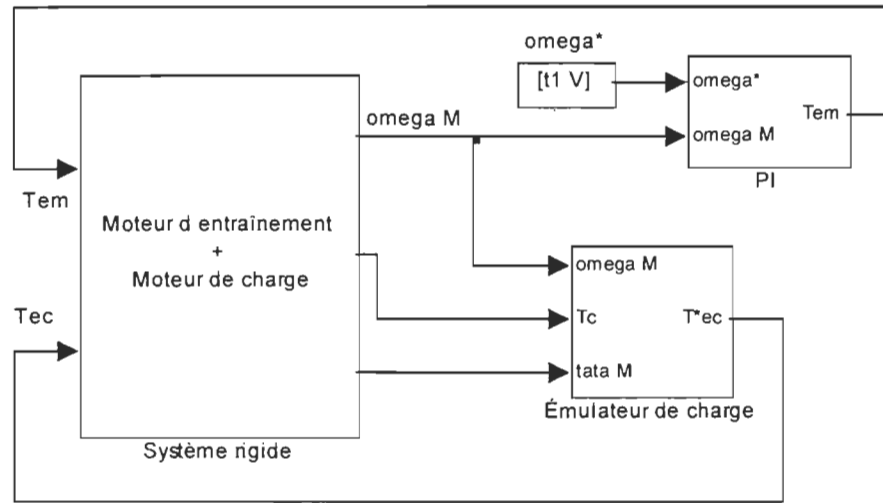 omega*
[t1 V]
omega*
Tem
omega M
omega M
PI
Tem
Moteur d entraînement
+
Moteur de charge
omega M
Tec
Tc
T*ec
tata M
Émulateur de charge
Système rigide